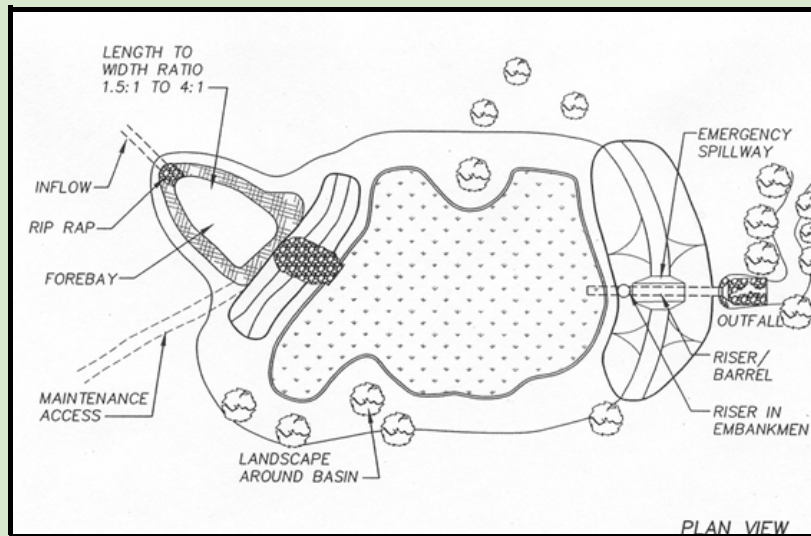 LENGTH TO
WIDTH RATIO
1.5:1 TO 4:1
INFLOW
RIP RAP
FOREBAY
MAINTENANCE
ACCESS
LANDSCAPE
AROUND BASIN
EMERGENCY
SPILLWAY
OUTFALL
RISER/
BARREL
RISER IN
EMBANKMEN
PLAN VIEW